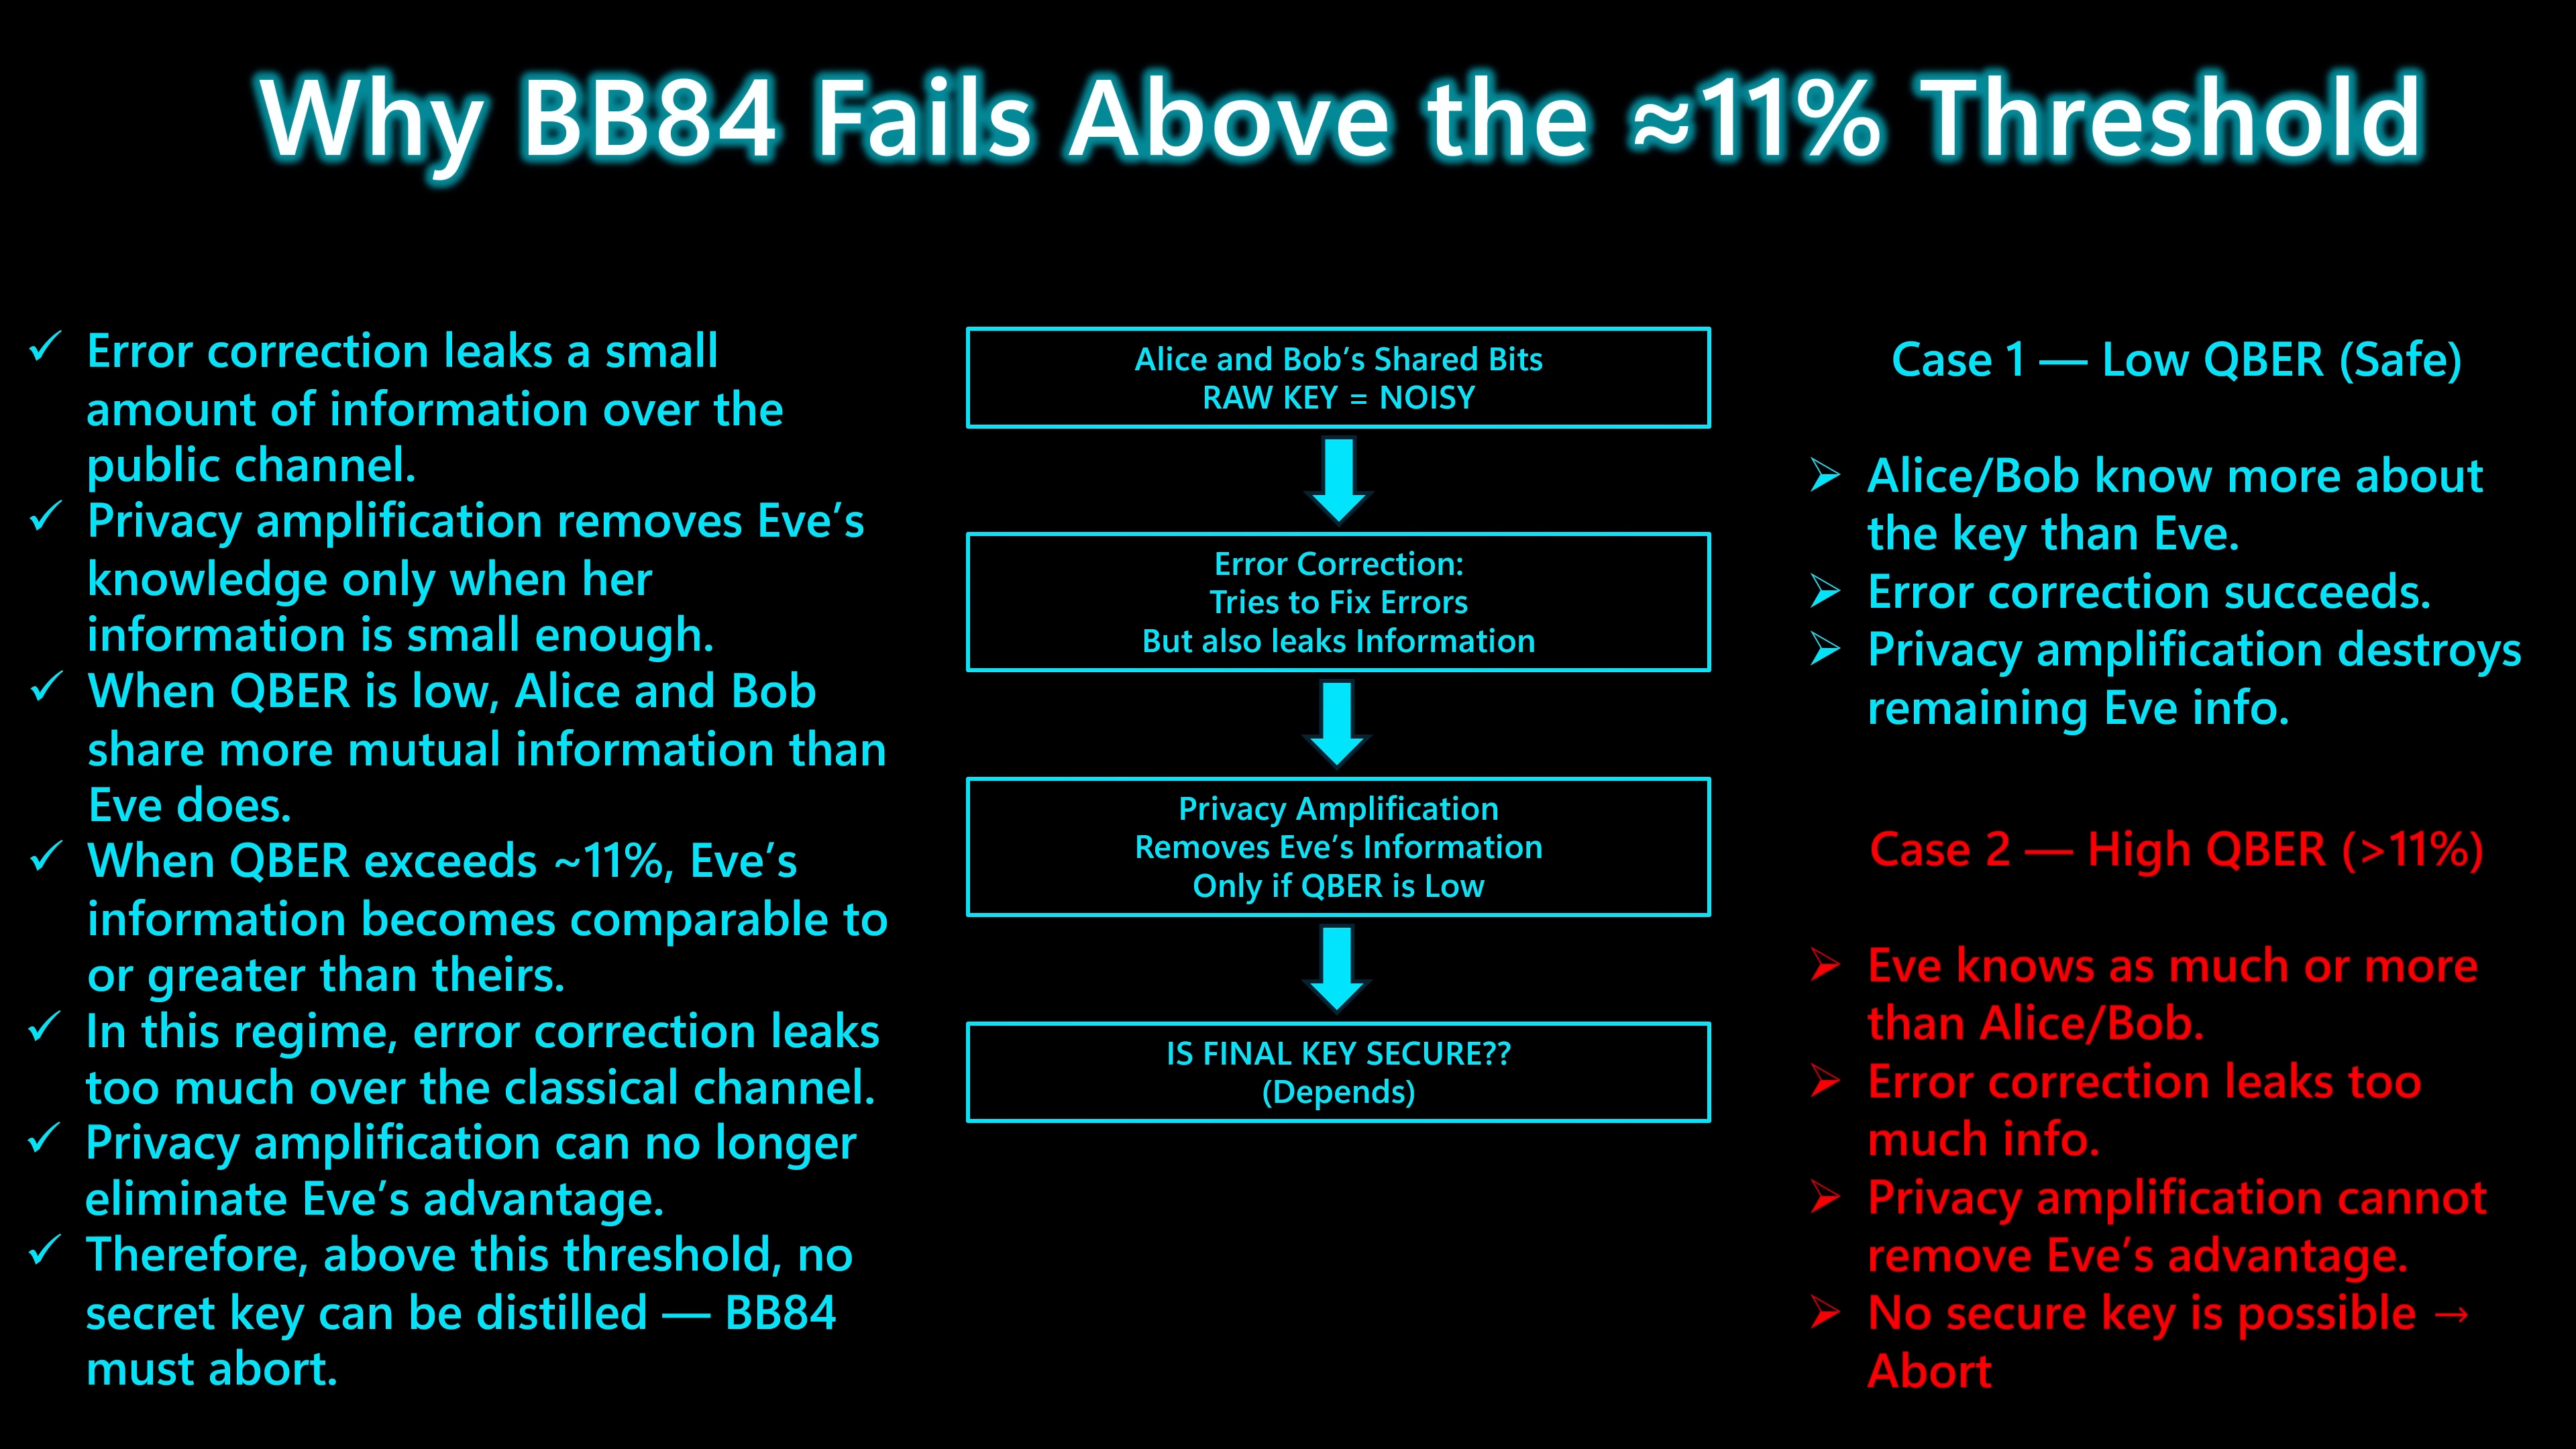 Why BB84 Fails Above the ≈11% Threshold
✓ Error correction leaks a small
amount of information over the
public channel.
✓ Privacy amplification removes Eve’s
knowledge only when her
information is small enough.
✓ When QBER is low, Alice and Bob
share more mutual information than
Eve does.
✓ When QBER exceeds ~11%, Eve’s
information becomes comparable to
or greater than theirs.
✓ In this regime, error correction leaks
too much over the classical channel.
✓ Privacy amplification can no longer
eliminate Eve’s advantage.
✓ Therefore, above this threshold, no
secret key can be distilled — BB84
must abort.
Alice and Bob’s Shared Bits
RAW KEY = NOISY
Error Correction:
Tries to Fix Errors
But also leaks Information
Privacy Amplification
Removes Eve’s Information
Only if QBER is Low
IS FINAL KEY SECURE??
(Depends)
Case 1 — Low QBER (Safe)
➢ Alice/Bob know more about
the key than Eve.
➢ Error correction succeeds.
➢ Privacy amplification destroys
remaining Eve info.
Case 2 — High QBER (>11%)
➢ Eve knows as much or more
than Alice/Bob.
➢ Error correction leaks too
much info.
➢ Privacy amplification cannot
remove Eve’s advantage.
➢ No secure key is possible →
Abort